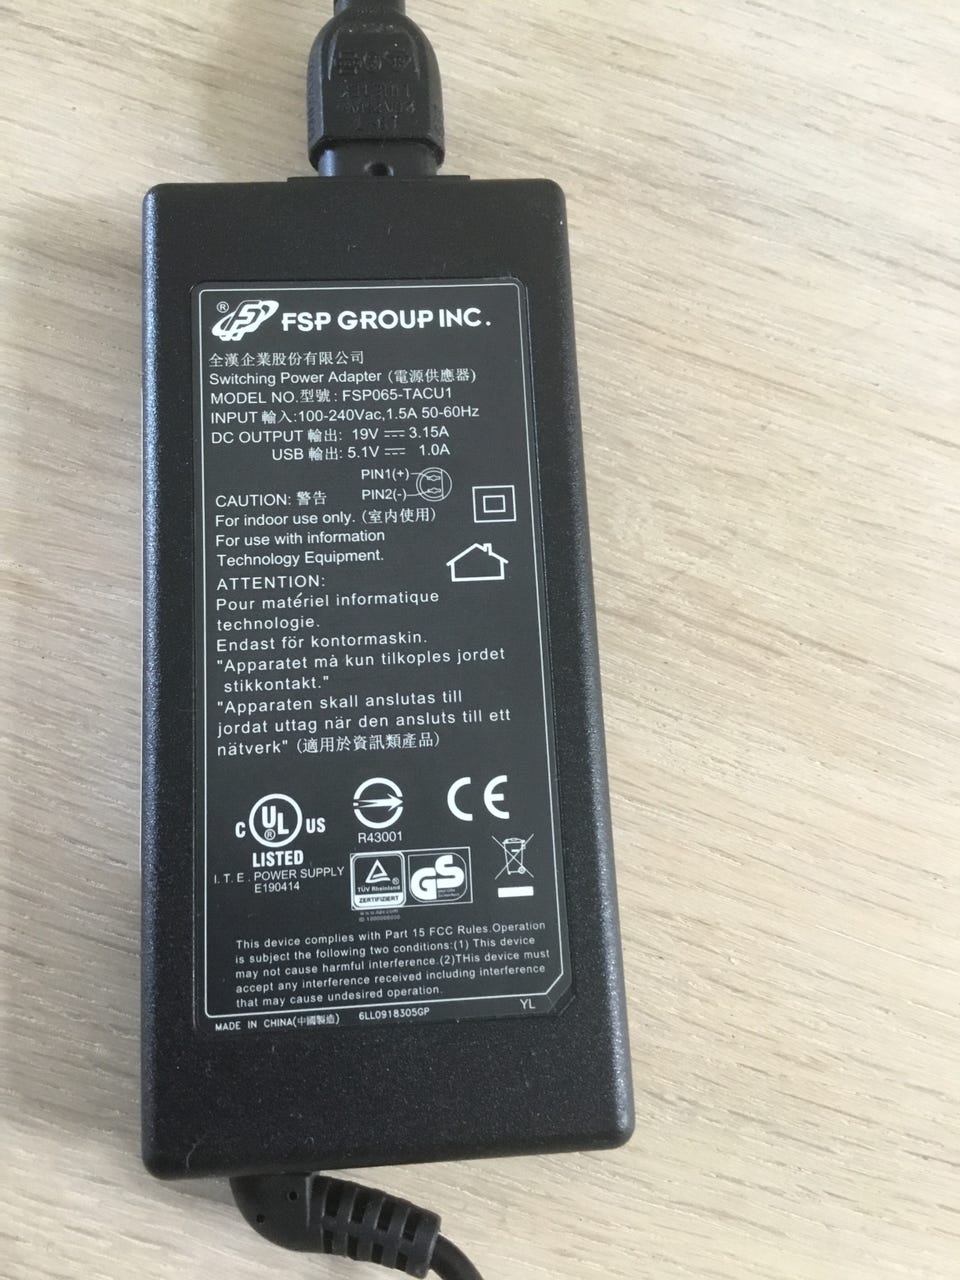 ® FSP GROUP INC.
全漢企業股份有限公司
Switching Power Adapter (電源供應器)
MODEL NO.型號: FSP065-TACU1
INPUT 輸入:100-240Vac,1.5A 50-60Hz
DC OUTPUT 輸出: 19V ⎓ 3.15A
USB 輸出: 5.1V ⎓ 1.0A
PIN1(+)
PIN2(-)
CAUTION: 警告
For indoor use only. (室內使用)
For use with information
Technology Equipment.
ATTENTION:
Pour matériel informatique
technologie.
Endast för kontormaskin.
"Apparatet må kun tilkoples jordet
stikkontakt."
"Apparaten skall anslutas till
jordat uttag när den ansluts till ett
nätverk" (適用於資訊類產品)
C UL ® US
LISTED
I.T.E. POWER SUPPLY
E190414
R43001
CE
TÜV Rheinland
ZERTIFIZIERT
GS
This device complies with Part 15 FCC Rules.Operation
is subject the following two conditions:(1) This device
may not cause harmful interference.(2)THis device must
accept any interference received including interference
that may cause undesired operation.
YL
MADE IN CHINA(中國製造) 6LL0918305GP